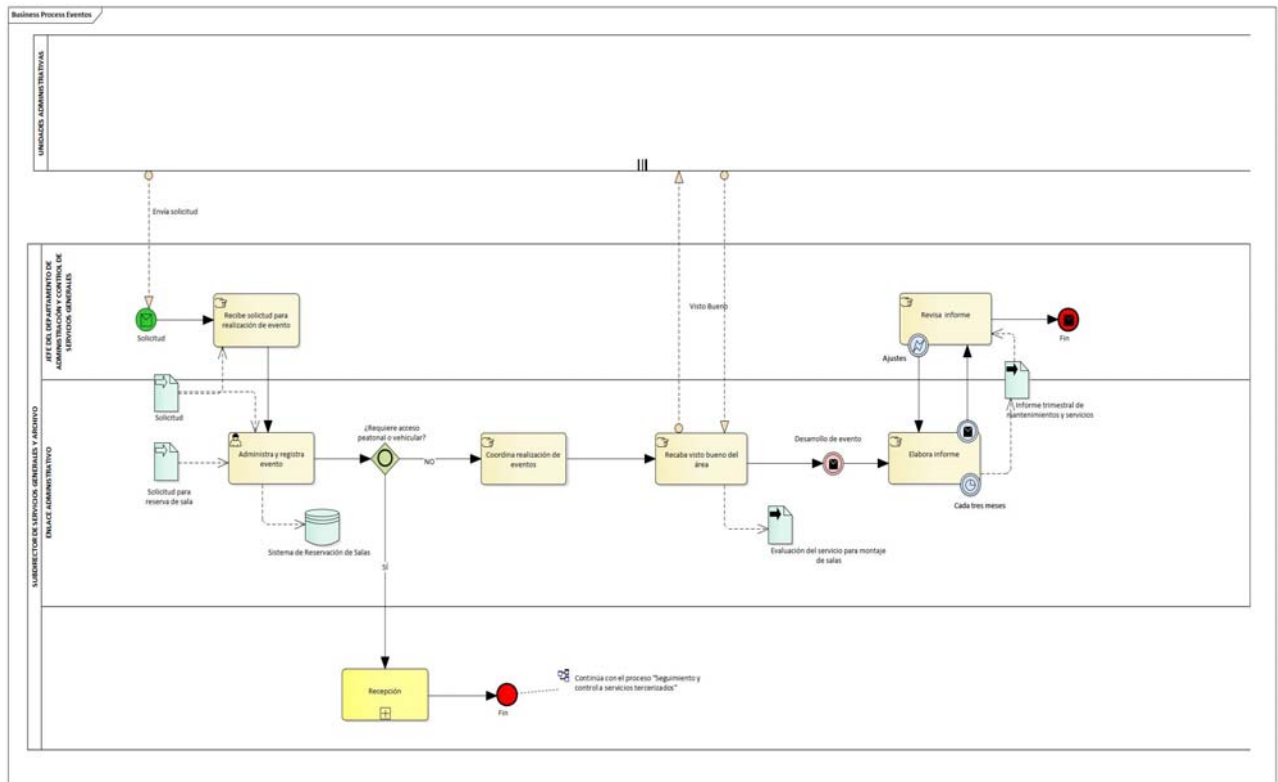 Business Process Eventos
UNIDADES ADMINISTRATIVAS
Envía solicitud
Visto Bueno
SUBDIRECTOR DE SERVICIOS GENERALES Y ARCHIVO
JEFE DEL DEPARTAMENTO DE
ADMINISTRACIÓN Y CONTROL DE
SERVICIOS GENERALES
Solicitud
Recibe solictud para
realización de evento
Revisa informe
Ajustes
Fin
ENLACE ADMINISTRATIVO
Solicitud
Solicitud para
reserva de sala
Administra y registra
evento
Sistema de Reservación de Salas
¿Requiere acceso
peatonal o vehicular?
NO
SÍ
Coordina realización de
eventos
Recaba visto bueno del
área
Evaluación del servicio para montaje
de salas
Desarrollo de evento
Elabora informe
Cada tres meses
Informe trimestral de
mantenimientos y servicios
Recepción
Fin
Continúa con el proceso "Seguimiento y
control a servicios tercerizados"